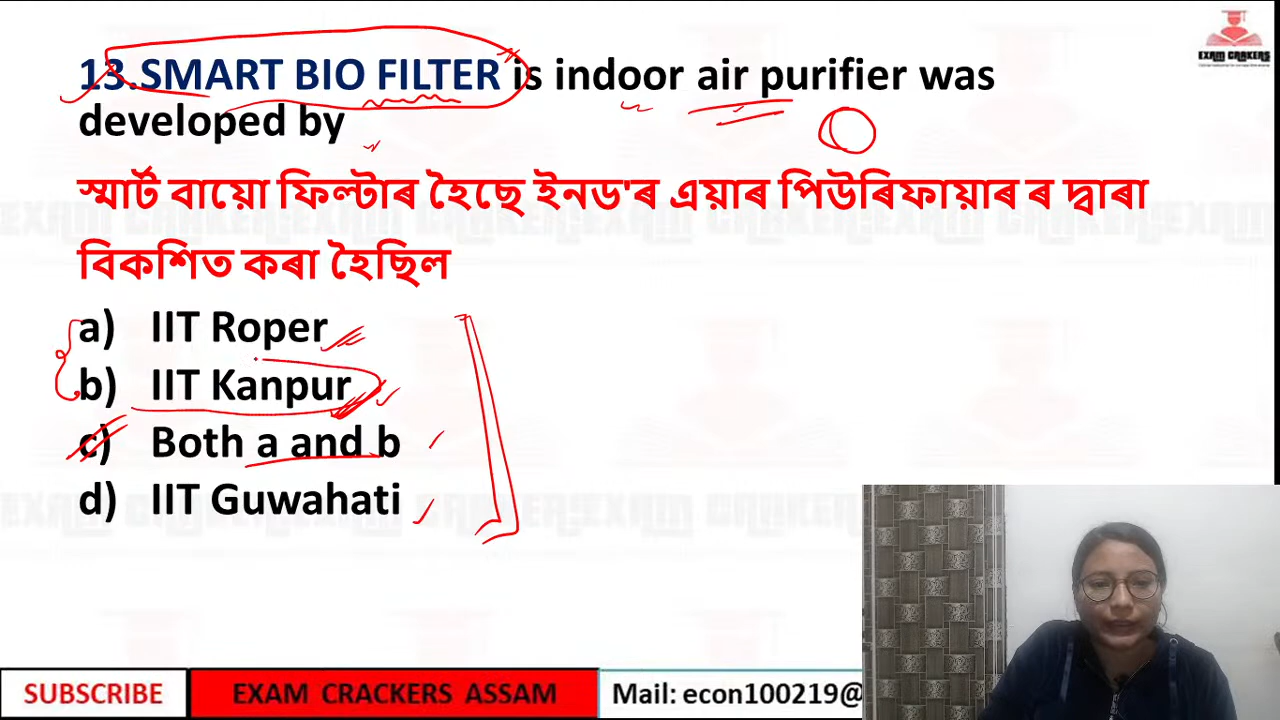 EXAM CRAKERS
13.SMART BIO FILTER is indoor air purifier was
developed by
স্মাৰ্ট বায়ো ফিল্টাৰ হৈছে ইনড'ৰ এয়াৰ পিউৰিফায়াৰ ৰ দ্বাৰা
বিকশিত কৰা হৈছিল
a) IIT Roper
b) IIT Kanpur
c) Both a and b
d) IIT Guwahati
SUBSCRIBE
EXAM CRACKERS ASSAM
Mail: econ100219@